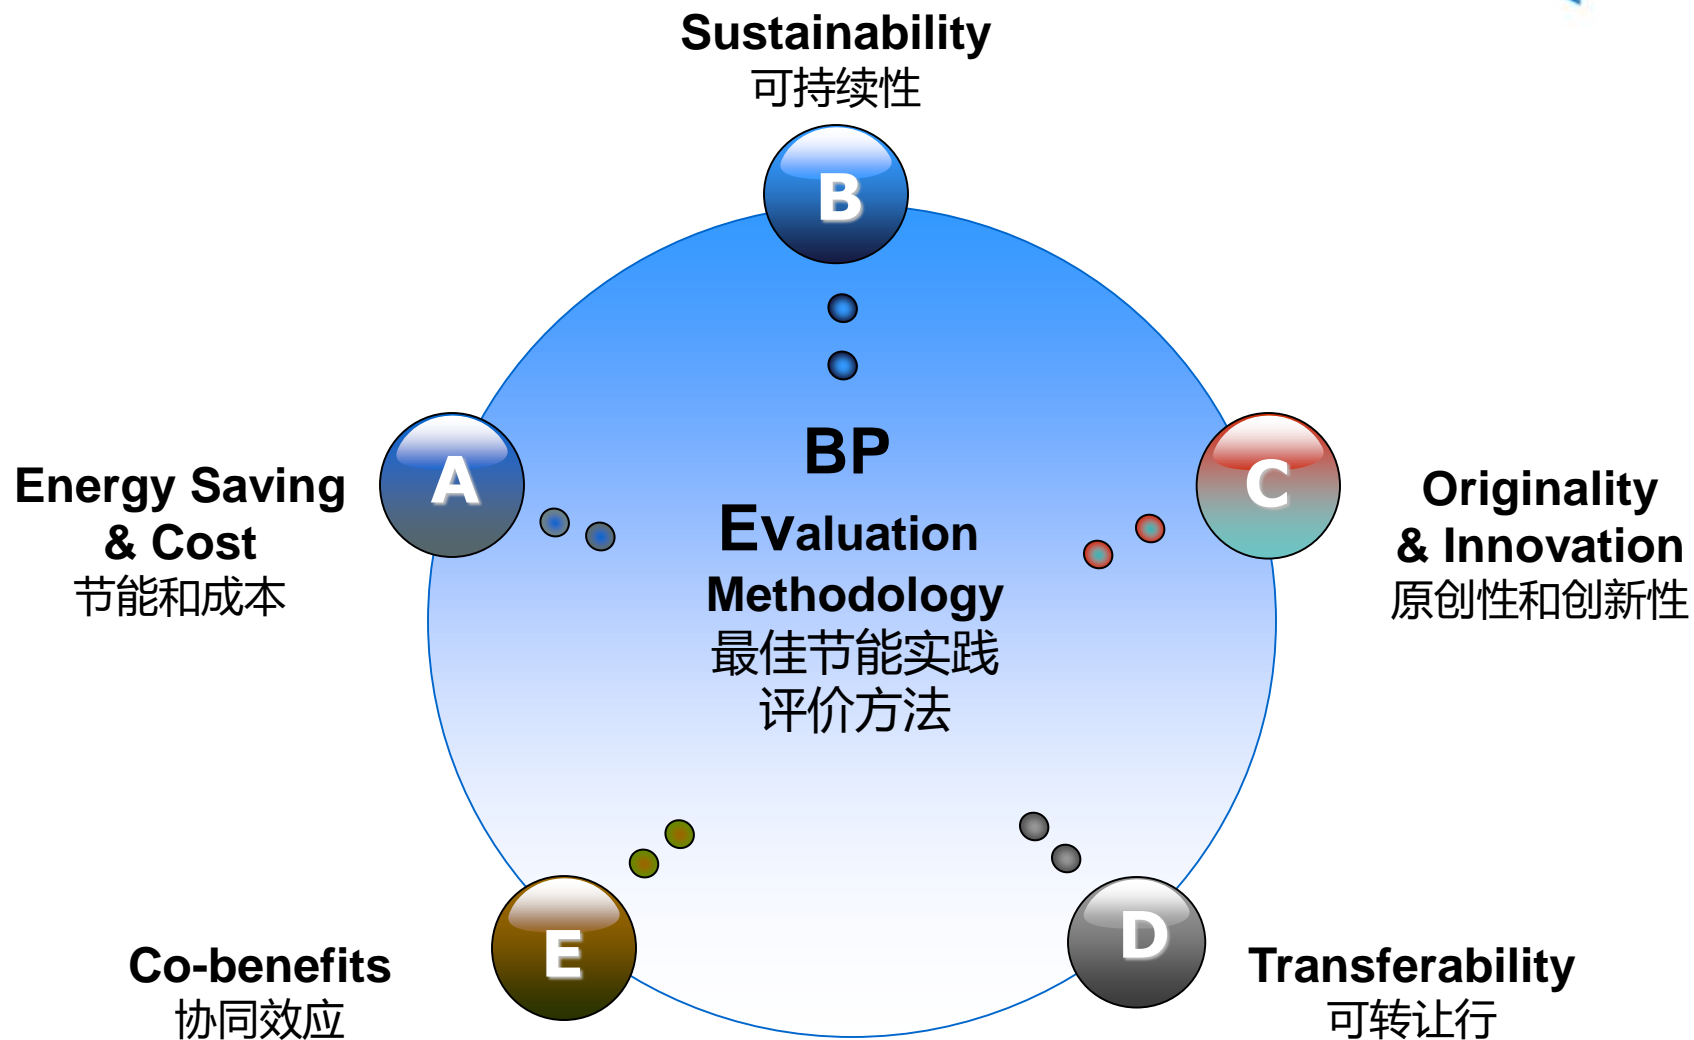 Sustainability
可持续性
B
A
Energy Saving
& Cost
节能和成本
BP
Evaluation
Methodology
最佳节能实践
评价方法
C
Originality
& Innovation
原创性和创新性
E
Co-benefits
协同效应
D
Transferability
可转让行